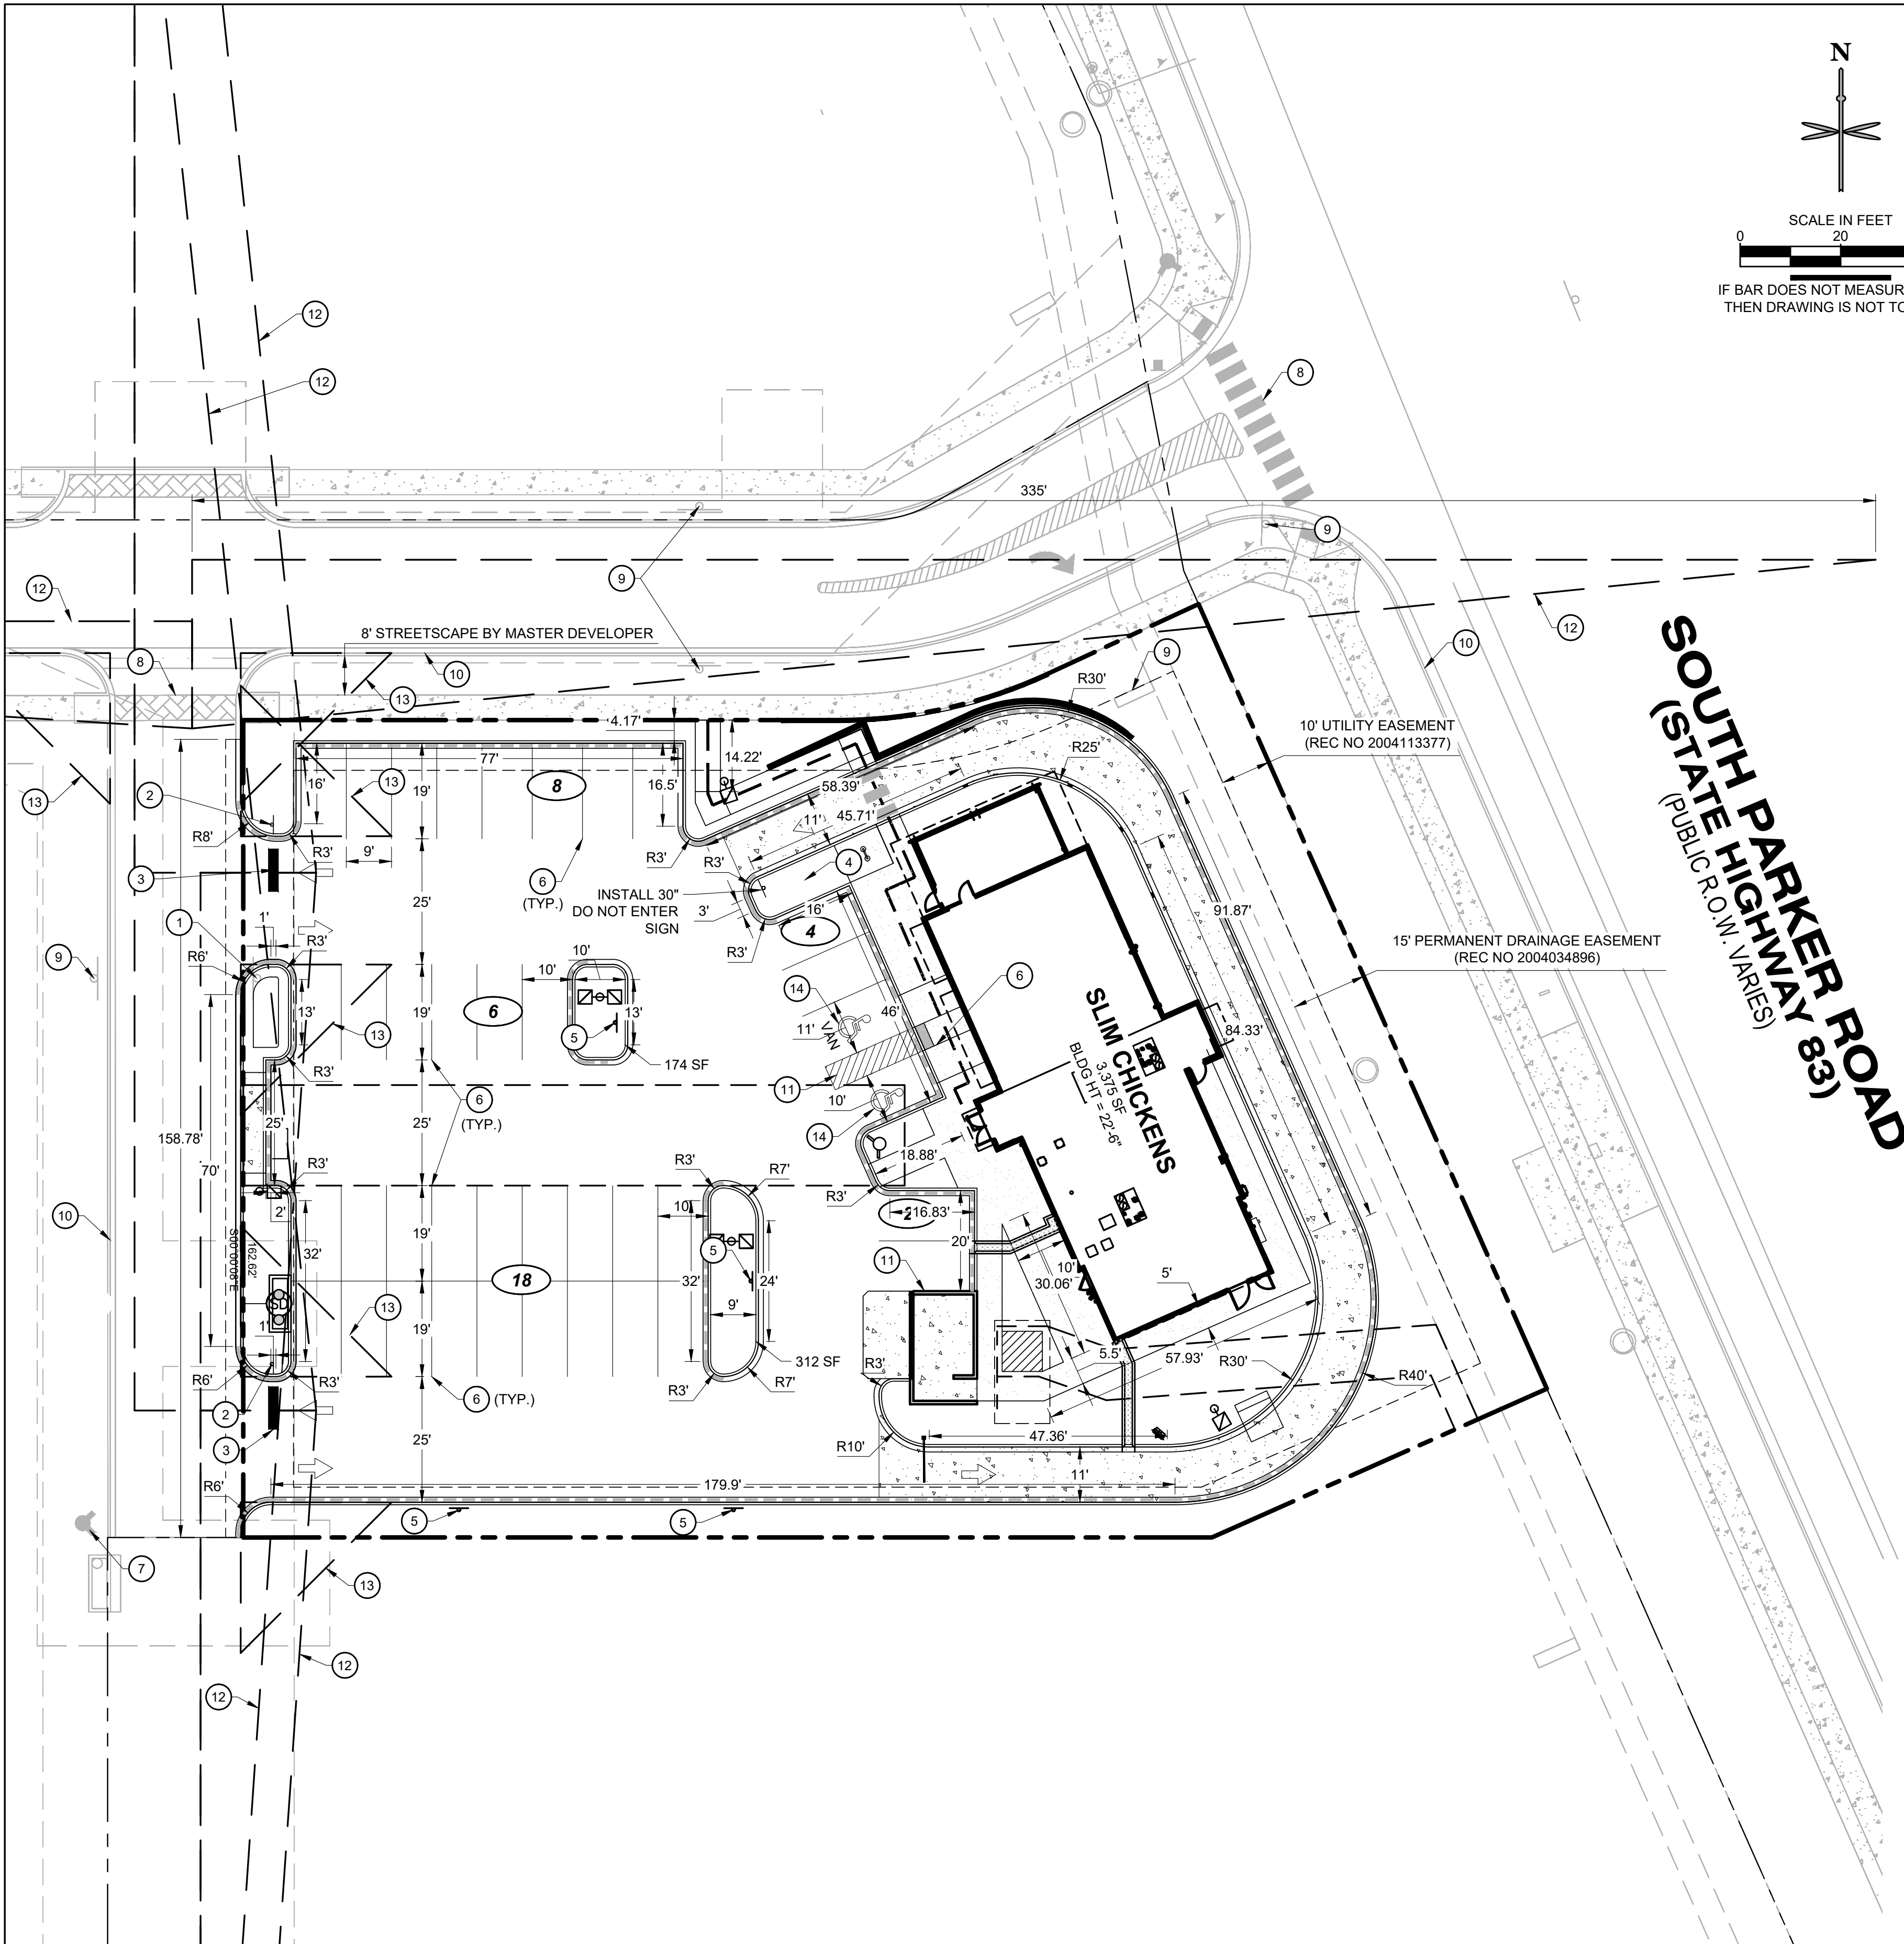 N
SCALE IN FEET
0
20
IF BAR DOES NOT MEASUR
THEN DRAWING IS NOT TO
12
12
8
335'
9
9
12
12
8' STREETSCAPE BY MASTER DEVELOPER
8
10
13
10
9
R30'
10' UTILITY EASEMENT
(REC NO 2004113377)
SOUTH PARKER ROAD
(STATE HIGHWAY 83)
(PUBLIC R.O.W. VARIES)
4.17'
14.22'
77'
R25'
13
2
16'
19'
8
16.5'
58.39'
13
45.71'
11'
R8'
R3'
9'
R3'
R3'
4
3
6
(TYP.)
INSTALL 30"
DO NOT ENTER
SIGN
3'
16'
25'
4
91.87'
1
1'
R3'
R3'
R6'
15' PERMANENT DRAINAGE EASEMENT
(REC NO 2004034896)
9
10'
10'
14
6
13'
19'
6
13'
46'
11'
VAN
5
13
84.33'
SLIM CHICKENS
3,375 SF
BLDG HT = 22'-6"
174 SF
R3'
11
10'
6
(TYP.)
14
25'
25'
158.78'
70'
18.88'
R3'
R3'
R7'
R3'
10
2'
10'
2
16.83'
S00°00'08"E
162.62'
32'
19'
5
20'
11
18
32'
24'
10'
30.06'
5'
SD
13
9'
1'
19'
312 SF
5.5'
57.93'
R30'
R3'
R40'
R6'
R3'
R3'
R7'
6
(TYP.)
2
3
25'
R10'
47.36'
R6'
179.9'
11'
5
5
7
13
12
12